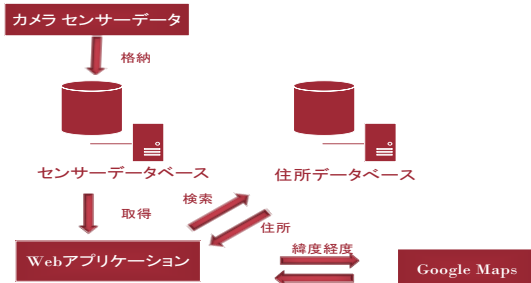 カメラ センサーデータ
格納
センサーデータベース
住所データベース
取得
検索
住所
Webアプリケーション
緯度経度
Google Maps